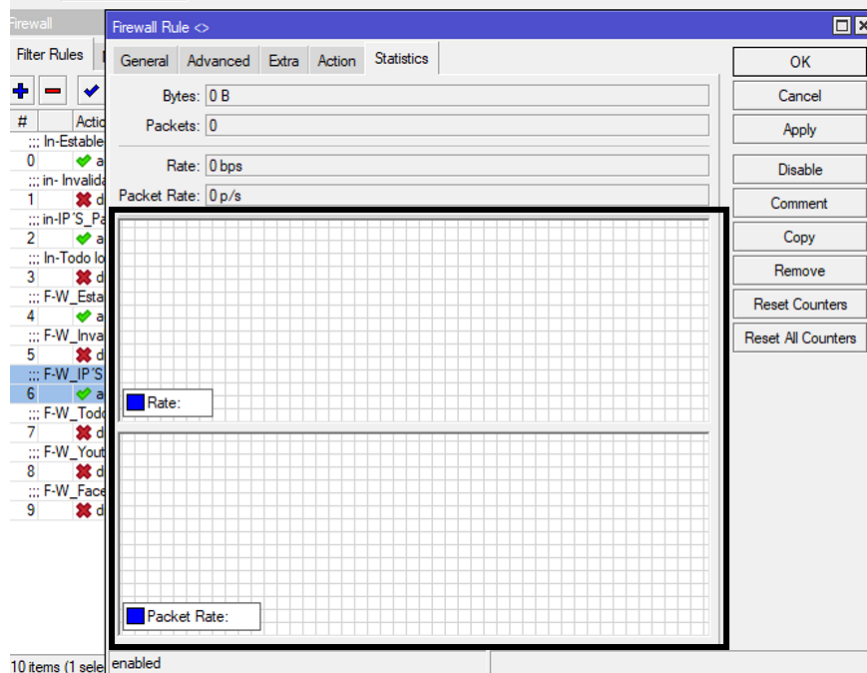 Firewall
Filter Rules
#
Actio
::: In-Estable
0 a
::: in- Invalida
1 d
::: in-IP´S_Pa
2 a
::: In-Todo lo
3 d
::: F-W_Esta
4 a
::: F-W_Inva
5 d
::: F-W_IP´S
6 a
::: F-W_Todo
7 d
::: F-W_Yout
8 d
::: F-W_Face
9 d
10 items (1 sele
Firewall Rule <>
General Advanced Extra Action Statistics
Bytes: 0 B
Packets: 0
Rate: 0 bps
Packet Rate: 0 p/s
Rate:
Packet Rate:
enabled
OK
Cancel
Apply
Disable
Comment
Copy
Remove
Reset Counters
Reset All Counters